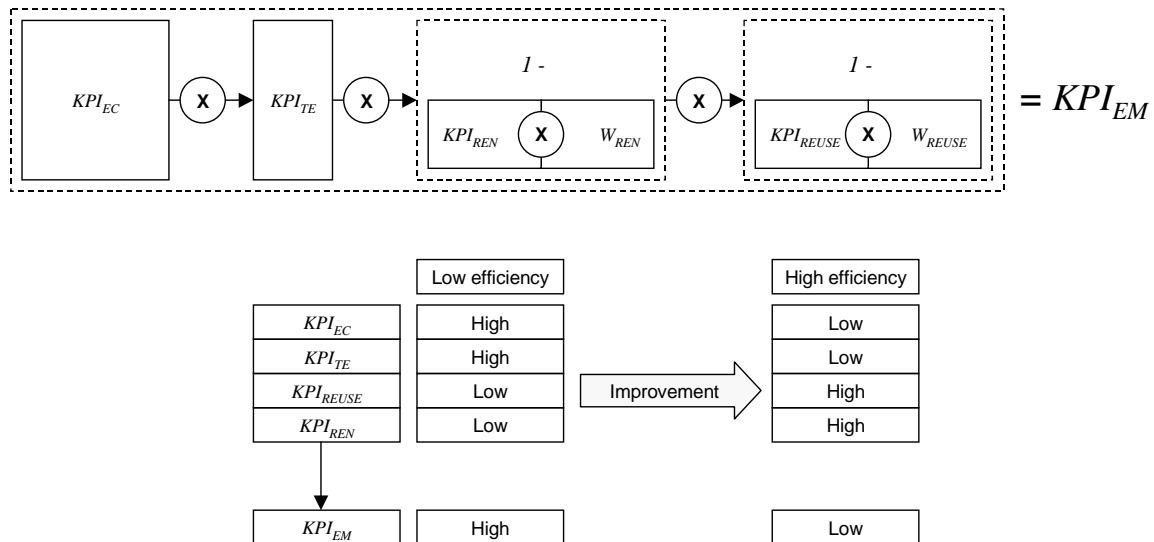 1 - 1 -
KPI_EC X KPI_TE X X = KPI_EM
KPI_REN X W_REN KPI_REUSE X W_REUSE
Low efficiency High efficiency
KPI_EC High Low
KPI_TE High Low
KPI_REUSE Low Improvement High
KPI_REN Low High
KPI_EM High Low